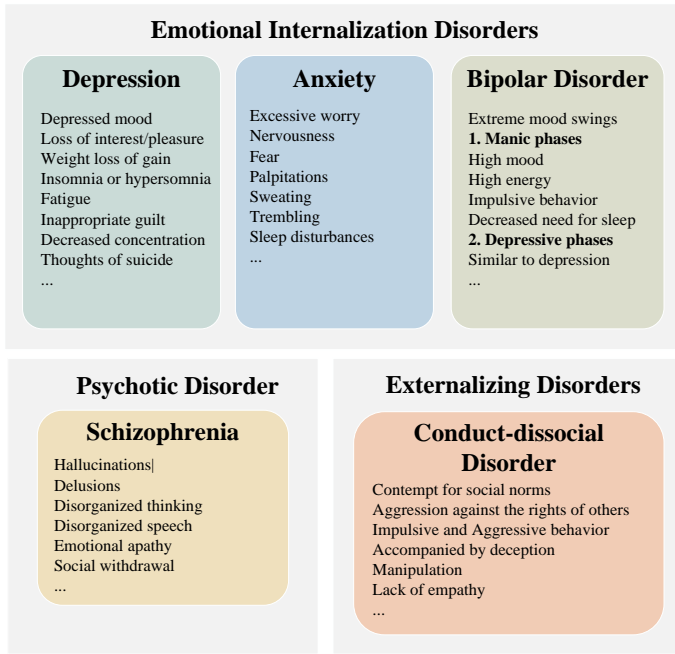 Emotional Internalization Disorders
Depression
Depressed mood
Loss of interest/pleasure
Weight loss of gain
Insomnia or hypersomnia
Fatigue
Inappropriate guilt
Decreased concentration
Thoughts of suicide
...
Anxiety
Excessive worry
Nervousness
Fear
Palpitations
Sweating
Trembling
Sleep disturbances
...
Bipolar Disorder
Extreme mood swings
1. Manic phases
High mood
High energy
Impulsive behavior
Decreased need for sleep
2. Depressive phases
Similar to depression
...
Psychotic Disorder
Schizophrenia
Hallucinations|
Delusions
Disorganized thinking
Disorganized speech
Emotional apathy
Social withdrawal
...
Externalizing Disorders
Conduct-dissocial
Disorder
Contempt for social norms
Aggression against the rights of others
Impulsive and Aggressive behavior
Accompanied by deception
Manipulation
Lack of empathy
...